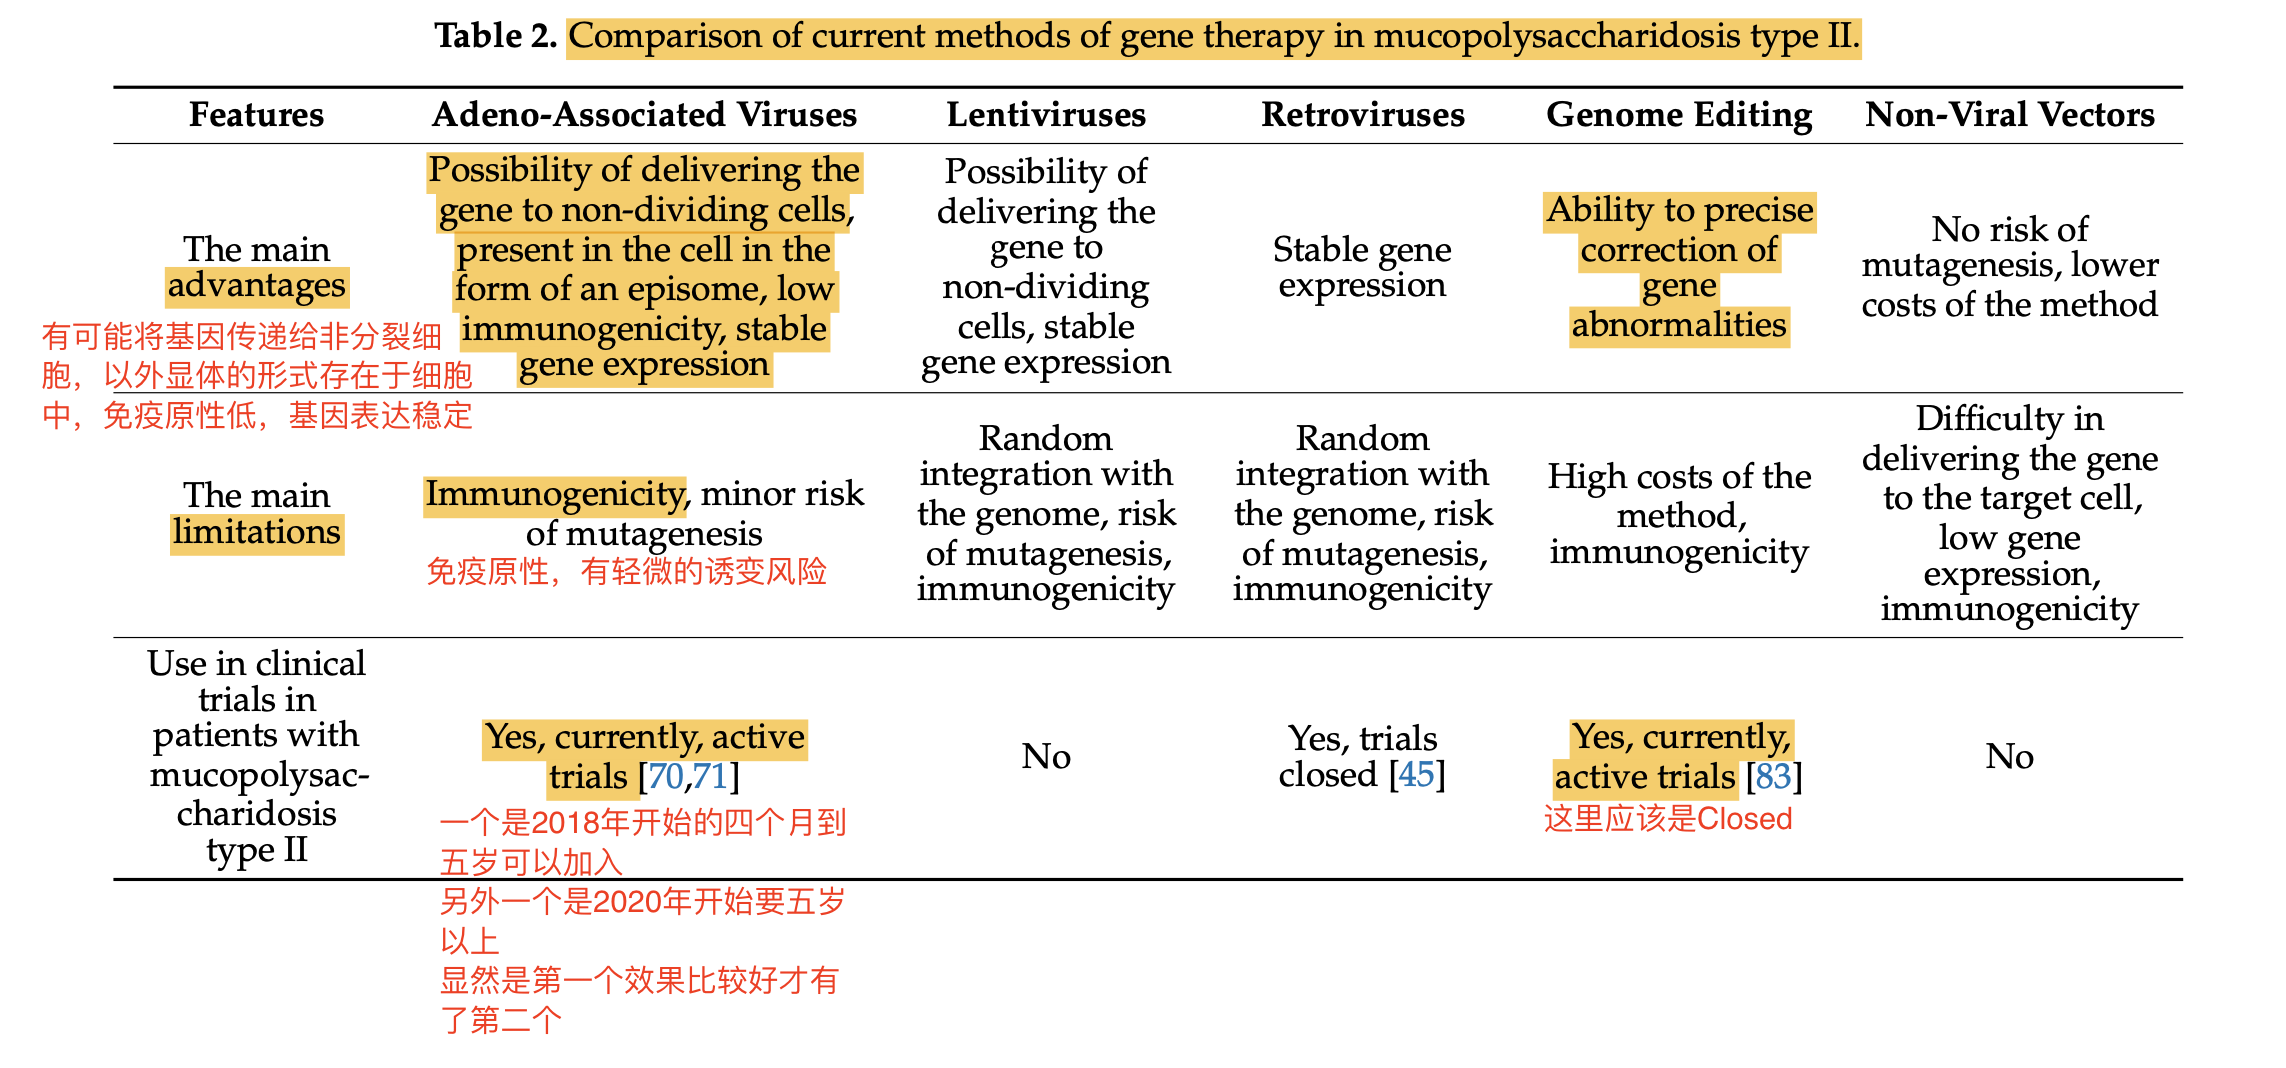 Table 2. Comparison of current methods of gene therapy in mucopolysaccharidosis type II.
Features Adeno-Associated Viruses Lentiviruses Retroviruses Genome Editing Non-Viral Vectors
The main
advantages
有可能将基因传递给非分裂细
胞，以外显体的形式存在于细胞
中，免疫原性低，基因表达稳定
Possibility of delivering the
gene to non-dividing cells,
present in the cell in the
form of an episome, low
immunogenicity, stable
gene expression
Possibility of
delivering the
gene to
non-dividing
cells, stable
gene expression
Stable gene
expression
Ability to precise
correction of
gene
abnormalities
No risk of
mutagenesis, lower
costs of the method
The main
limitations
Immunogenicity, minor risk
of mutagenesis
免疫原性，有轻微的诱变风险
Random
integration with
the genome, risk
of mutagenesis,
immunogenicity
Random
integration with
the genome, risk
of mutagenesis,
immunogenicity
High costs of the
method,
immunogenicity
Difficulty in
delivering the gene
to the target cell,
low gene
expression,
immunogenicity
Use in clinical
trials in
patients with
mucopolysac-
charidosis
type II
Yes, currently, active
trials [70,71]
一个是2018年开始的四个月到
五岁可以加入
另外一个是2020年开始要五岁
以上
显然是第一个效果比较好才有
了第二个
No
Yes, trials
closed [45]
Yes, currently,
active trials [83]
这里应该是Closed
No